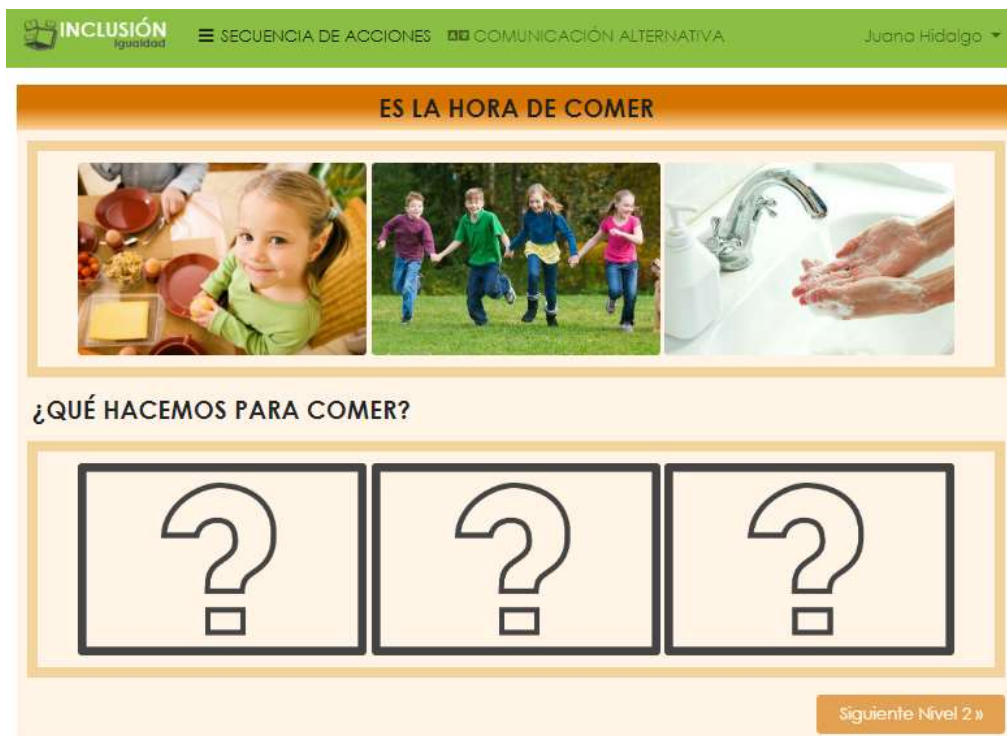 INCLUSIÓN
Igualdad
SECUENCIA DE ACCIONES
COMUNICACIÓN ALTERNATIVA
Juana Hidalgo
ES LA HORA DE COMER
¿QUÉ HACEMOS PARA COMER?
? ? ?
Siguiente Nivel 2 »